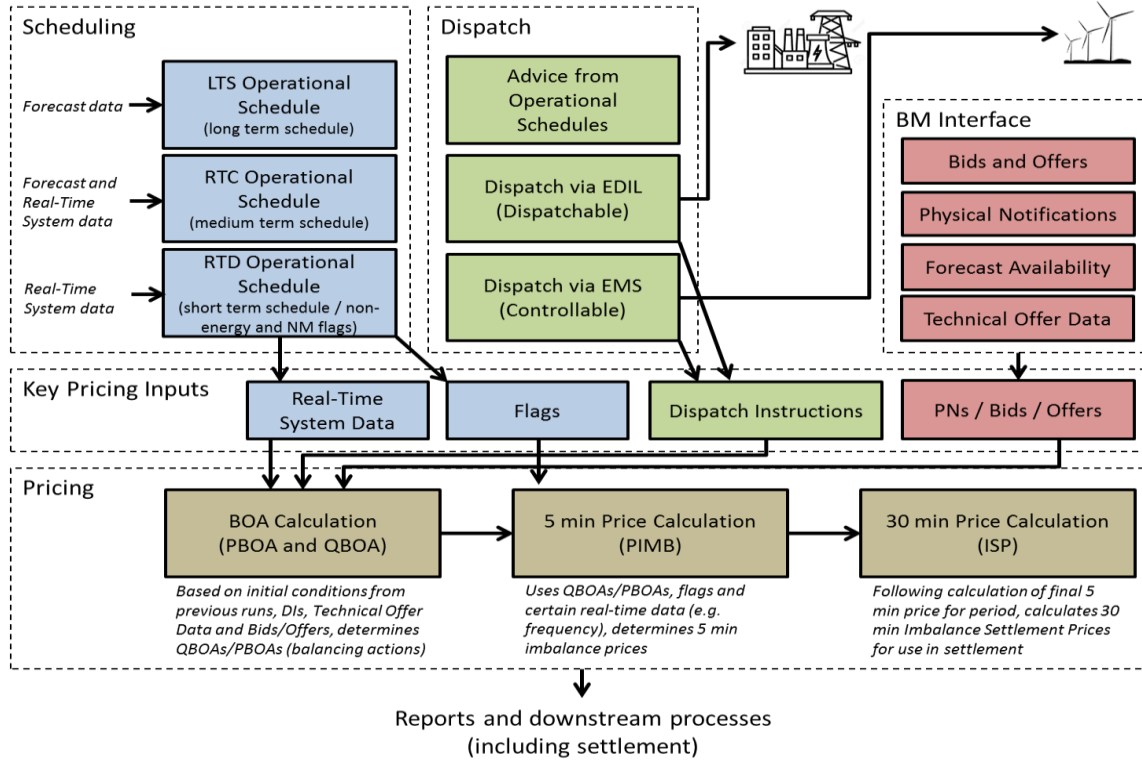 Scheduling
Forecast data
LTS Operational
Schedule
(long term schedule)
Forecast and
Real-Time
System data
RTC Operational
Schedule
(medium term schedule)
Real-Time
System data
RTD Operational
Schedule
(short term schedule / non-
energy and NM flags)
Dispatch
Advice from
Operational
Schedules
Dispatch via EDIL
(Dispatchable)
Dispatch via EMS
(Controllable)
BM Interface
Bids and Offers
Physical Notifications
Forecast Availability
Technical Offer Data
Key Pricing Inputs
Real-Time
System Data
Flags
Dispatch Instructions
PNs / Bids / Offers
Pricing
BOA Calculation
(PBOA and QBOA)
Based on initial conditions from
previous runs, DIs, Technical Offer
Data and Bids/Offers, determines
QBOAs/PBOAs (balancing actions)
5 min Price Calculation
(PIMB)
Uses QBOAs/PBOAs, flags and
certain real-time data (e.g.
frequency), determines 5 min
imbalance prices
30 min Price Calculation
(ISP)
Following calculation of final 5
min price for period, calculates 30
min Imbalance Settlement Prices
for use in settlement
Reports and downstream processes
(including settlement)